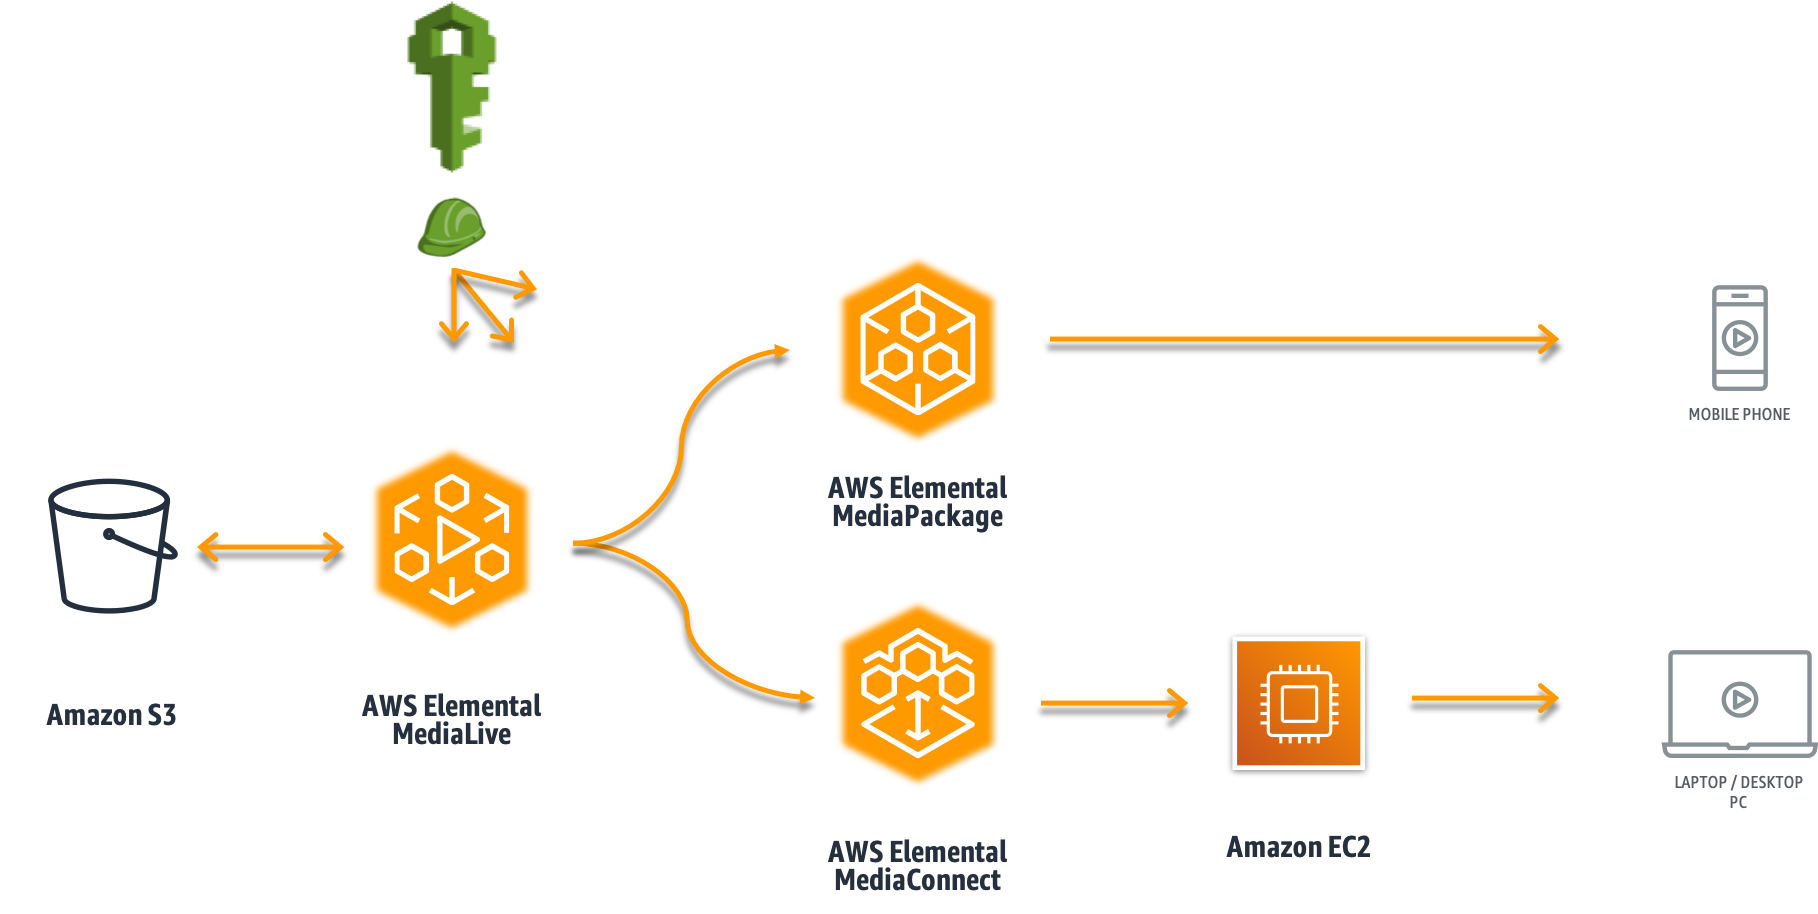 MOBILE PHONE
AWS Elemental
MediaPackage
Amazon S3
AWS Elemental
MediaLive
LAPTOP / DESKTOP
PC
AWS Elemental
MediaConnect
Amazon EC2